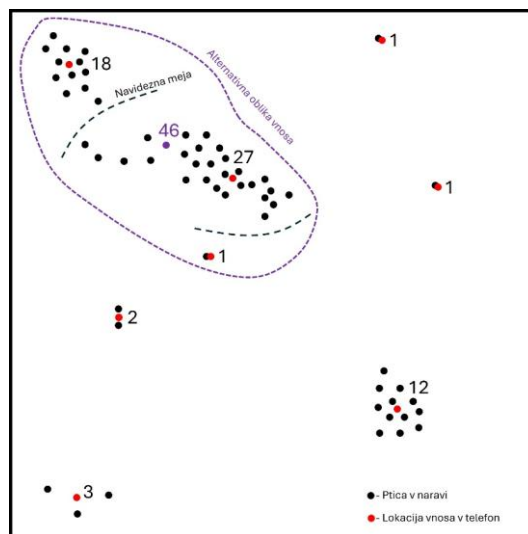 1
18
Navidezna meja
Alternativna oblika vnosa
46
27
1
1
2
12
3
- Ptica v naravi
- Lokacija vnosa v telefon